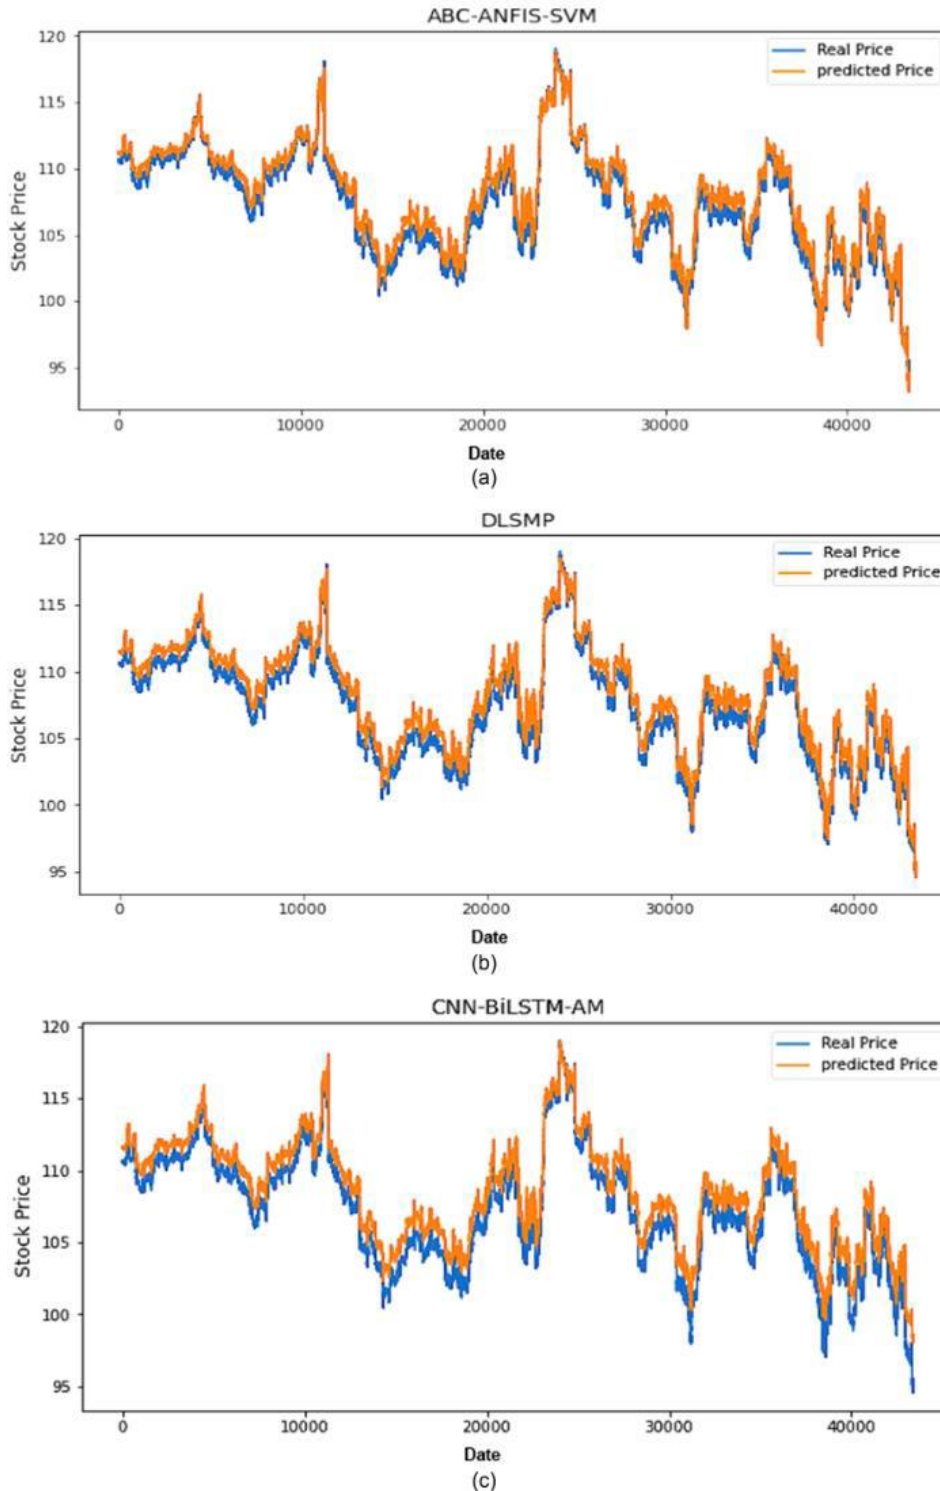 ABC-ANFIS-SVM
120
115
110
105
100
95
Stock Price
Real Price
predicted Price
0 10000 20000 30000 40000
Date
(a)
DLSMP
120
115
110
105
100
95
Stock Price
Real Price
predicted Price
0 10000 20000 30000 40000
Date
(b)
CNN-BiLSTM-AM
120
115
110
105
100
95
Stock Price
Real Price
predicted Price
0 10000 20000 30000 40000
Date
(c)